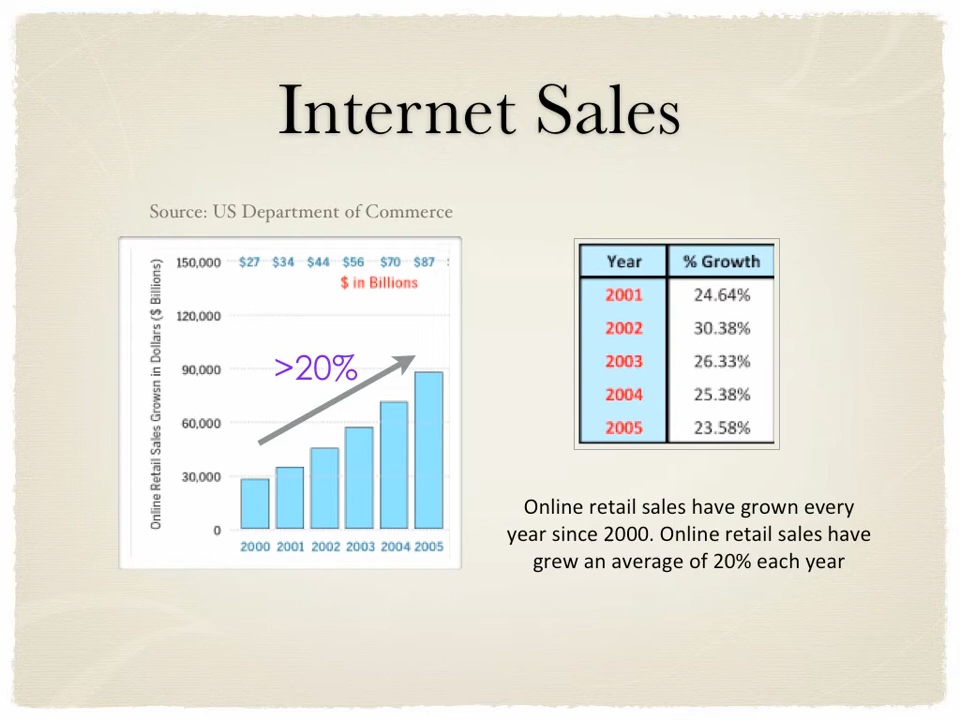 Internet Sales
Source: US Department of Commerce
Online Retail Sales Growsn in Dollars ($ Billions)
150,000 $27 $34 $44 $56 $70 $87
$ in Billions
120,000
>20%
90,000
60,000
30,000
0
2000 2001 2002 2003 2004 2005
Year % Growth
2001 24.64%
2002 30.38%
2003 26.33%
2004 25.38%
2005 23.58%
Online retail sales have grown every
year since 2000. Online retail sales have
grew an average of 20% each year